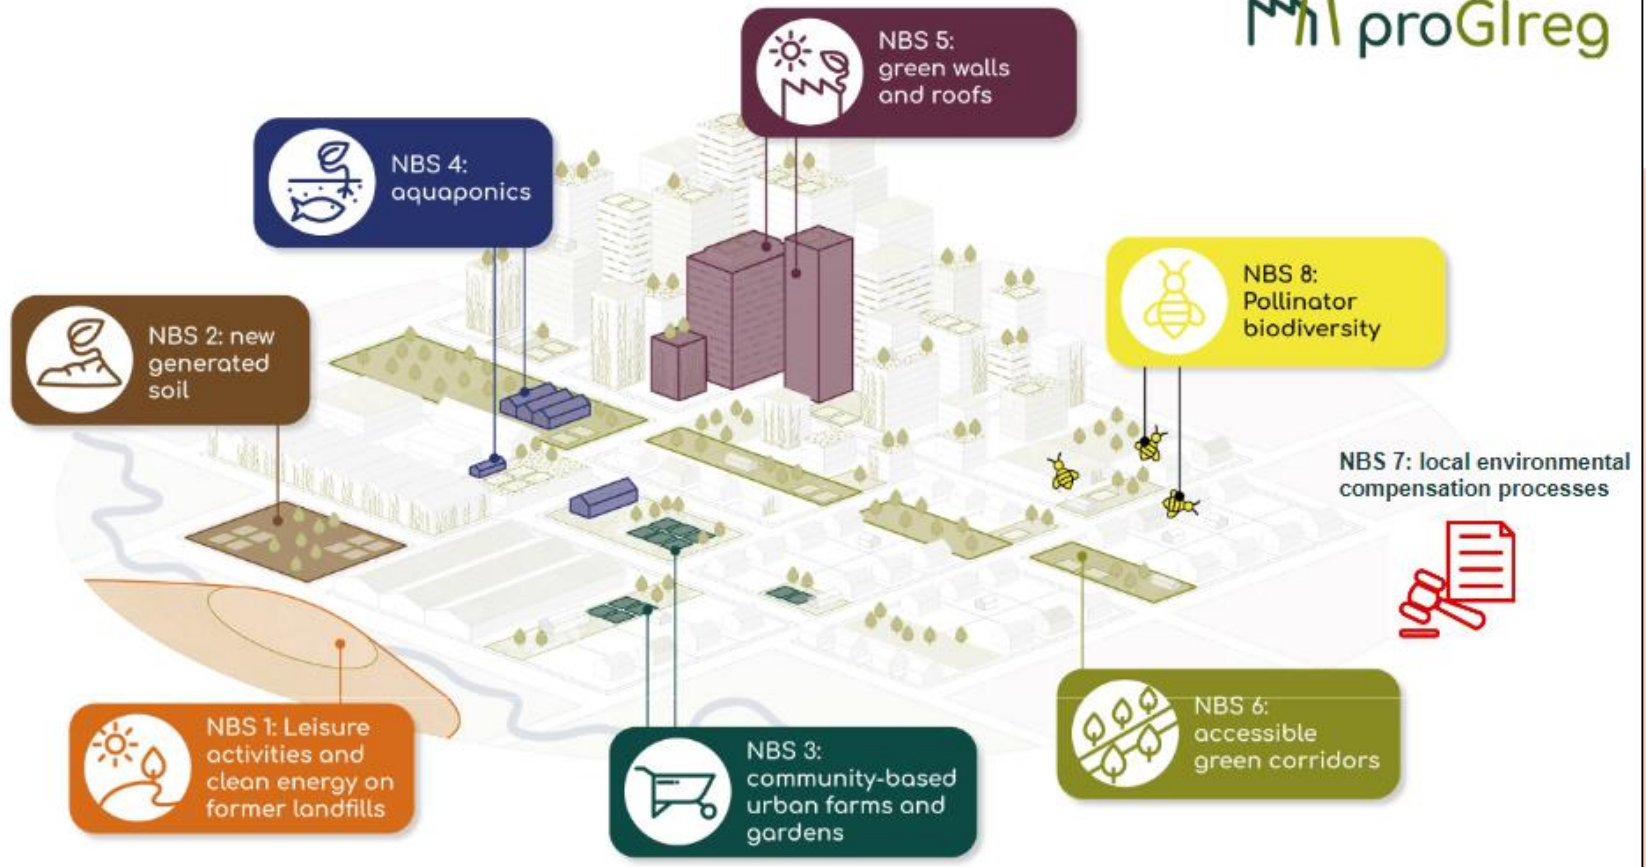 proGIreg
NBS 5:
green walls
and roofs
NBS 4:
aquaponics
NBS 8:
Pollinator
biodiversity
NBS 2: new
generated
soil
NBS 7: local environmental
compensation processes
NBS 1: Leisure
activities and
clean energy on
former landfills
NBS 3:
community-based
urban farms and
gardens
NBS 6:
accessible
green corridors